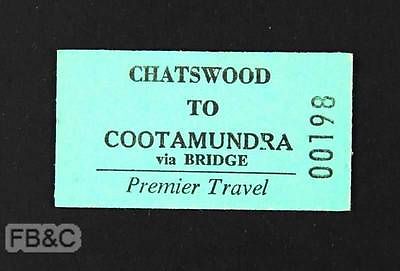 CHATSWOOD
TO
COOTAMUNDRA
via BRIDGE
Premier Travel
00198
FB&C